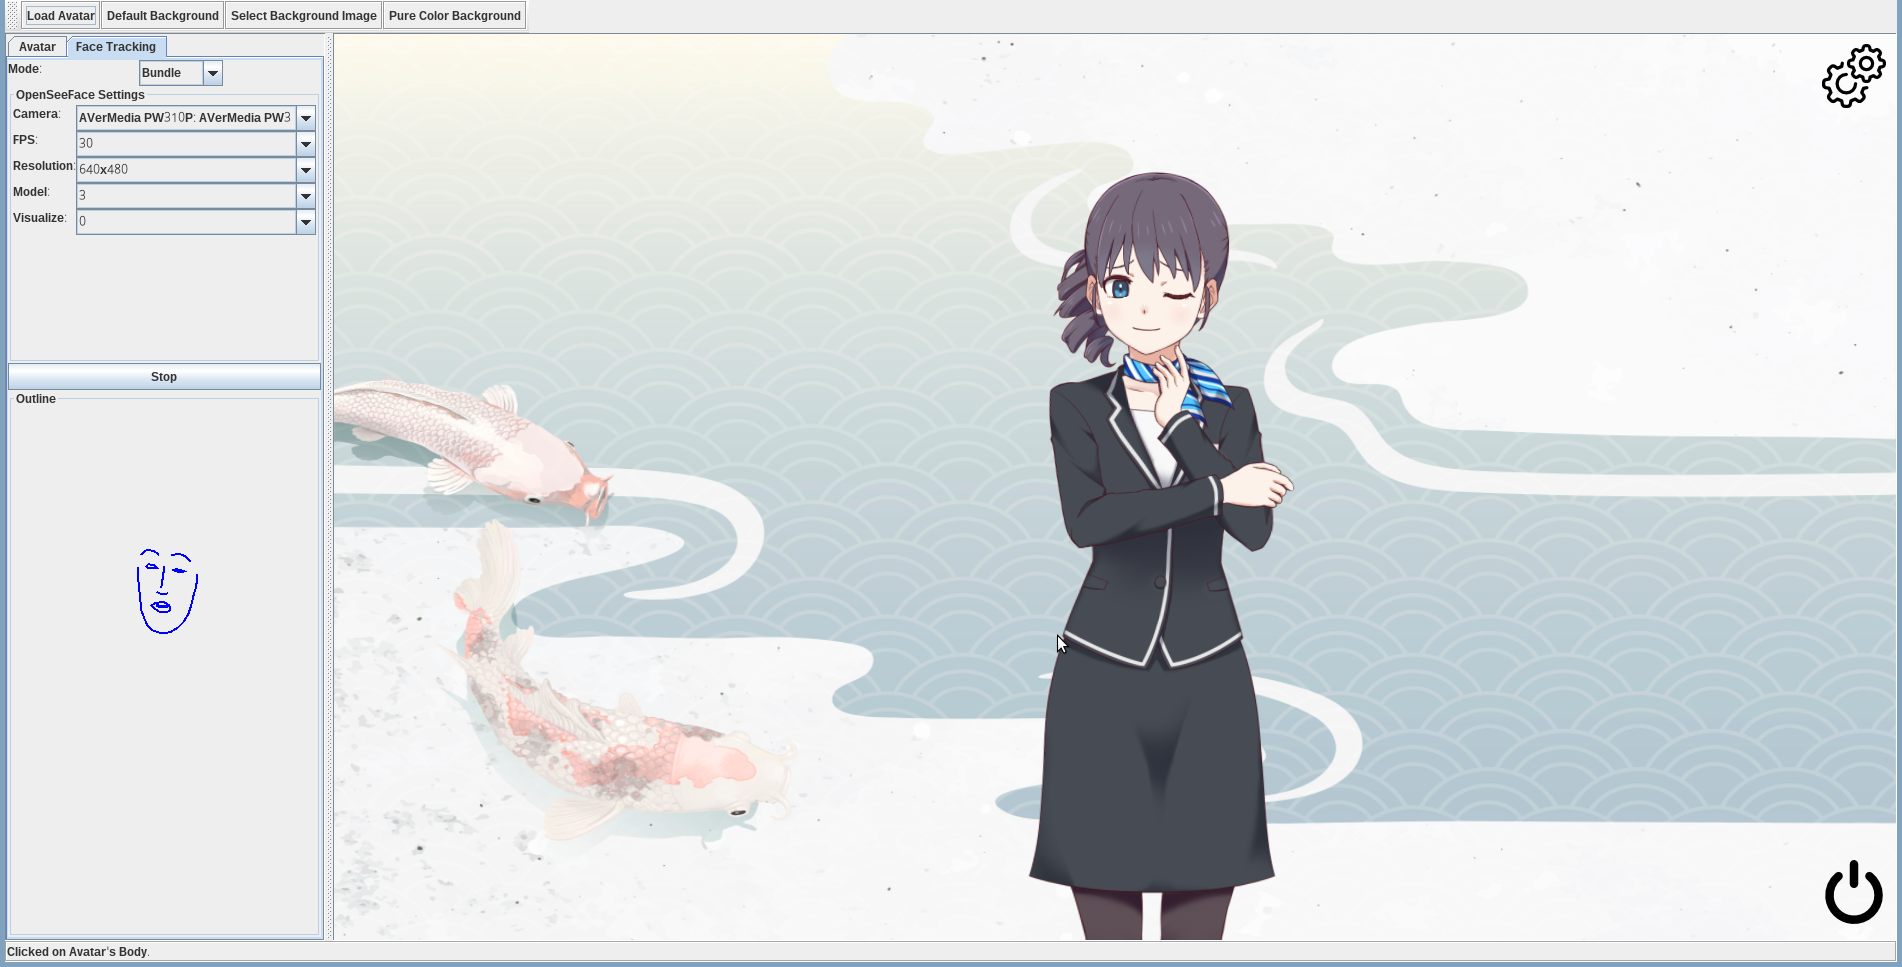 Load Avatar Default Background Select Background Image Pure Color Background
Avatar Face Tracking
Mode: Bundle
OpenSeeFace Settings
Camera: AVerMedia PW310P: AVerMedia PW3
FPS: 30
Resolution: 640x480
Model: 3
Visualize: 0
Stop
Outline
Clicked on Avatar's Body.